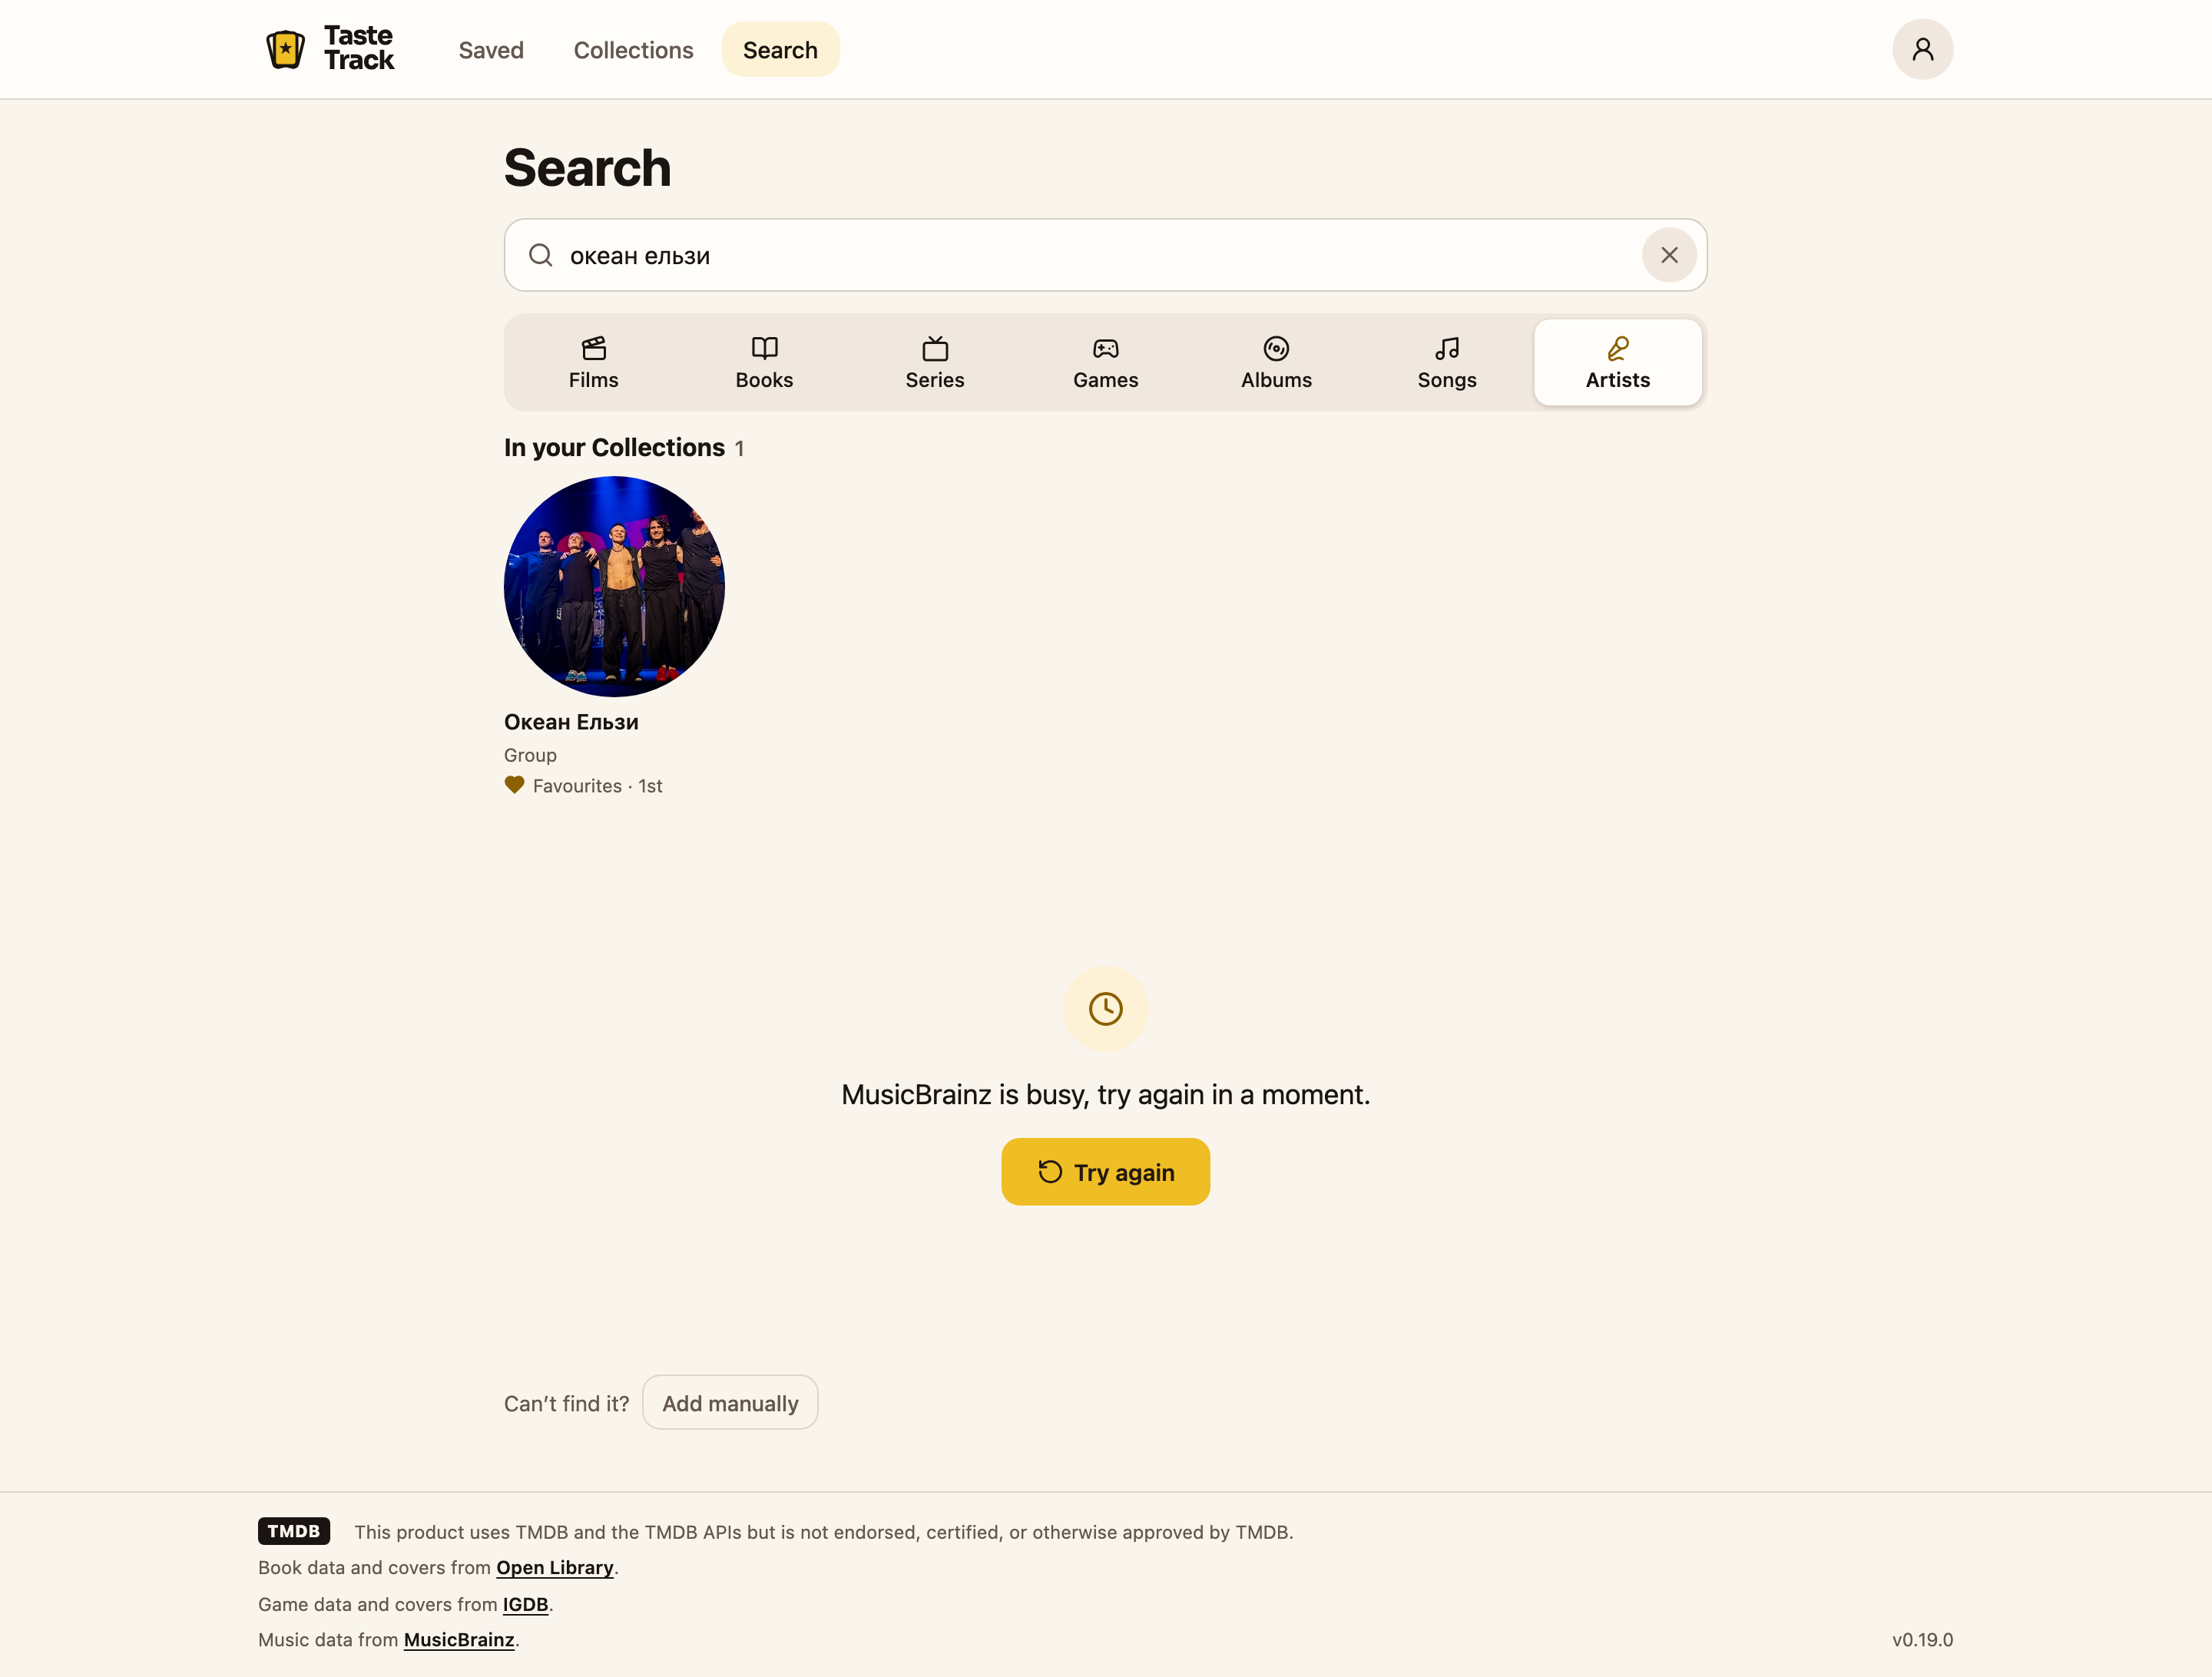 Taste
Track
Saved
Collections
Search
Search
океан ельзи
Films
Books
Series
Games
Albums
Songs
Artists
In your Collections 1
Океан Ельзи
Group
Favourites · 1st
MusicBrainz is busy, try again in a moment.
Try again
Can’t find it?
Add manually
TMDB
This product uses TMDB and the TMDB APIs but is not endorsed, certified, or otherwise approved by TMDB.
Book data and covers from Open Library.
Game data and covers from IGDB.
Music data from MusicBrainz.
v0.19.0